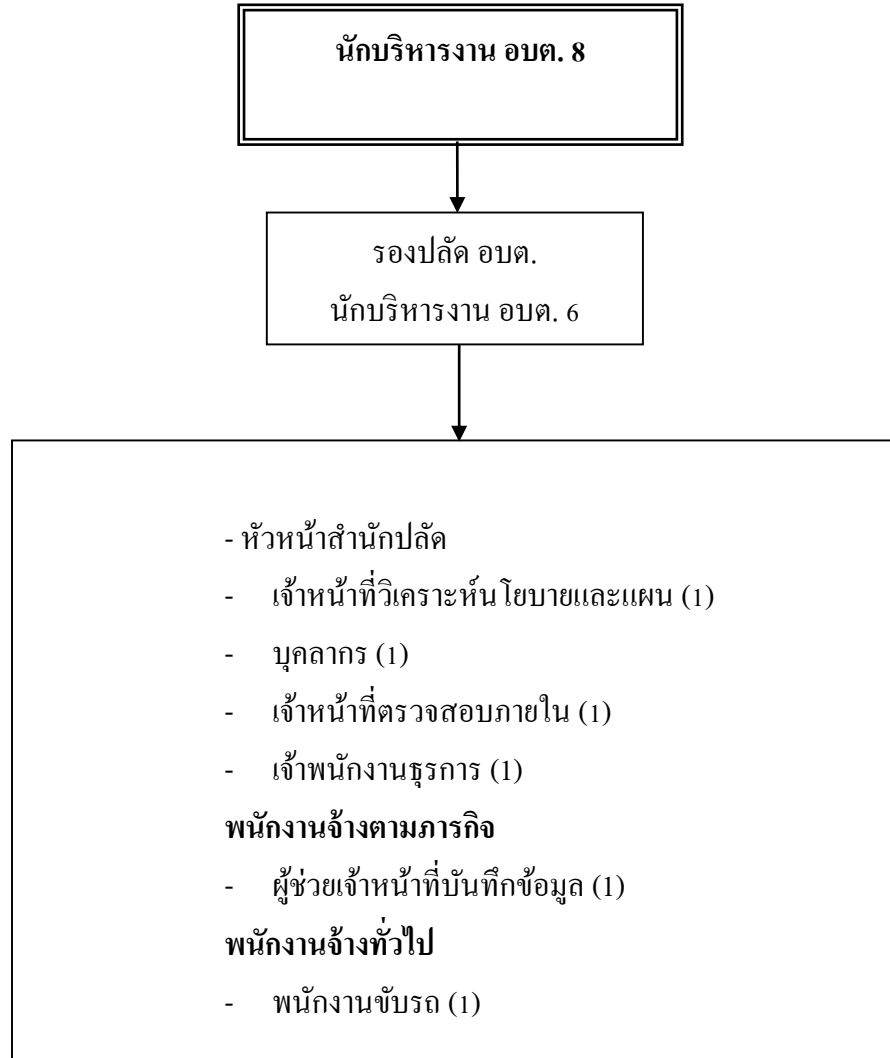 นักบริหารงาน อบต. 8
รองปลัด อบต.
นักบริหารงาน อบต. 6
- หัวหน้าสำนักปลัด
- เจ้าหน้าที่วิเคราะห์นโยบายและแผน (1)
- บุคลากร (1)
- เจ้าหน้าที่ตรวจสอบภายใน (1)
- เจ้าพนักงานธุรการ (1)
พนักงานจ้างตามภารกิจ
- ผู้ช่วยเจ้าหน้าที่บันทึกข้อมูล (1)
พนักงานจ้างทั่วไป
- พนักงานขับรถ (1)